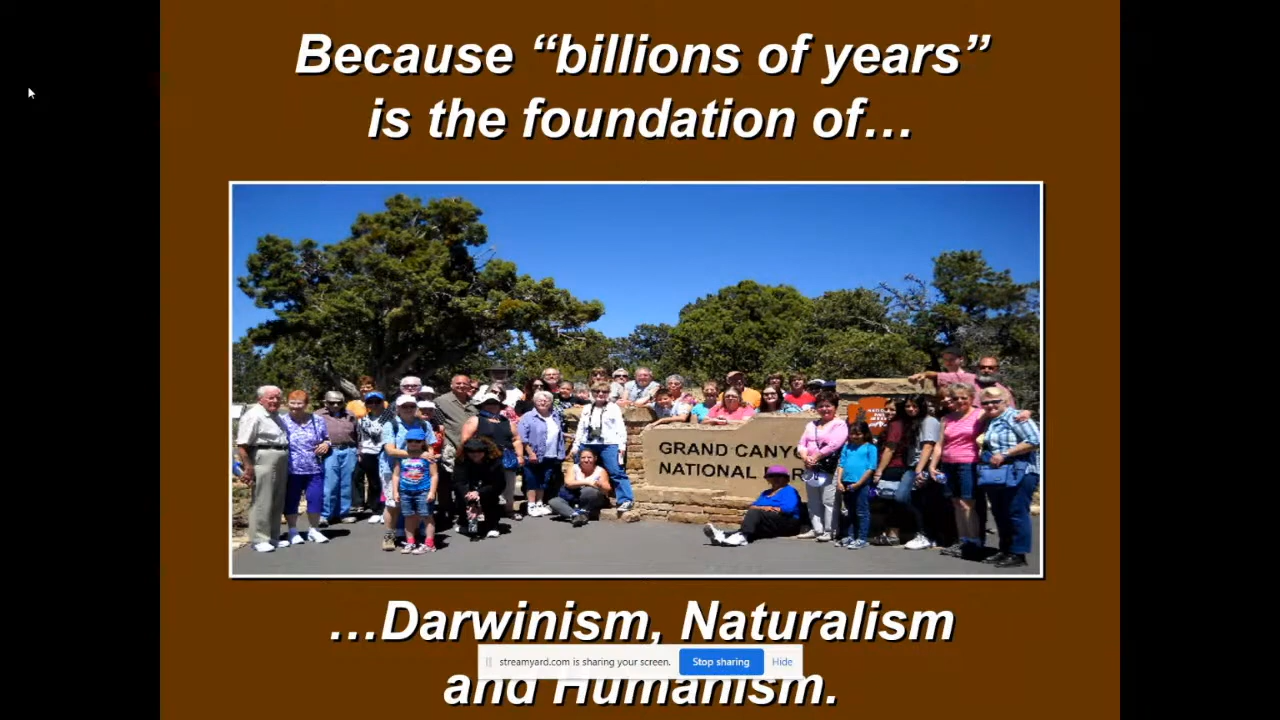 Because “billions of years”
is the foundation of…
GRAND CANYO
NATIONAL PAR
…Darwinism, Naturalism
streamyard.com is sharing your screen. Stop sharing Hide
and Humanism.